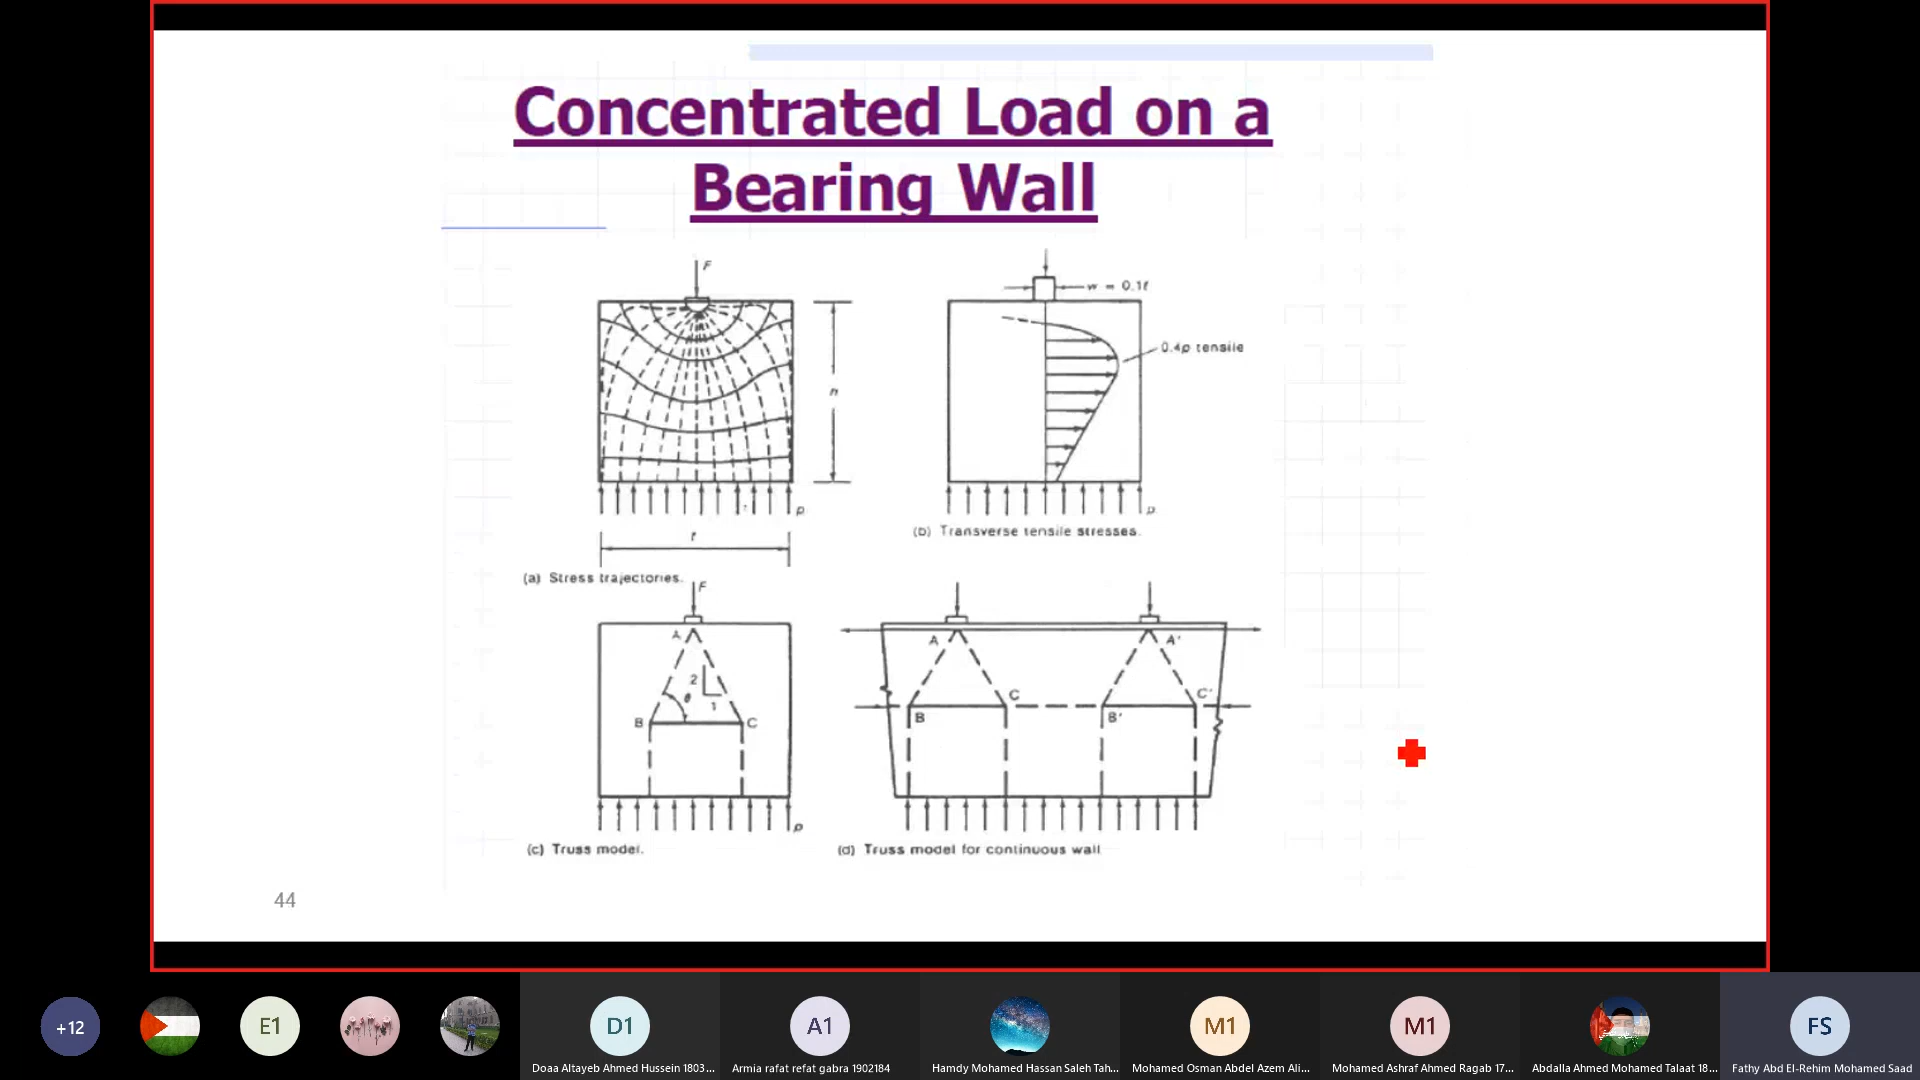 Concentrated Load on a
Bearing Wall
F
w = 0.1ℓ
0.4p tensile
h
p
p
(b) Transverse tensile stresses.
ℓ
(a) Stress trajectories.
F
A
A
A'
2
θ
1
B
C
B
C
B'
C'
p
(c) Truss model.
(d) Truss model for continuous wall
44
+12
E1
D1
A1
M1
M1
FS
Doaa Altayeb Ahmed Hussein 1803...
Armia rafat refat gabra 1902184
Hamdy Mohamed Hassan Saleh Tah...
Mohamed Osman Abdel Azem Ali...
Mohamed Ashraf Ahmed Ragab 17...
Abdalla Ahmed Mohamed Talaat 18...
Fathy Abd El-Rehim Mohamed Saad